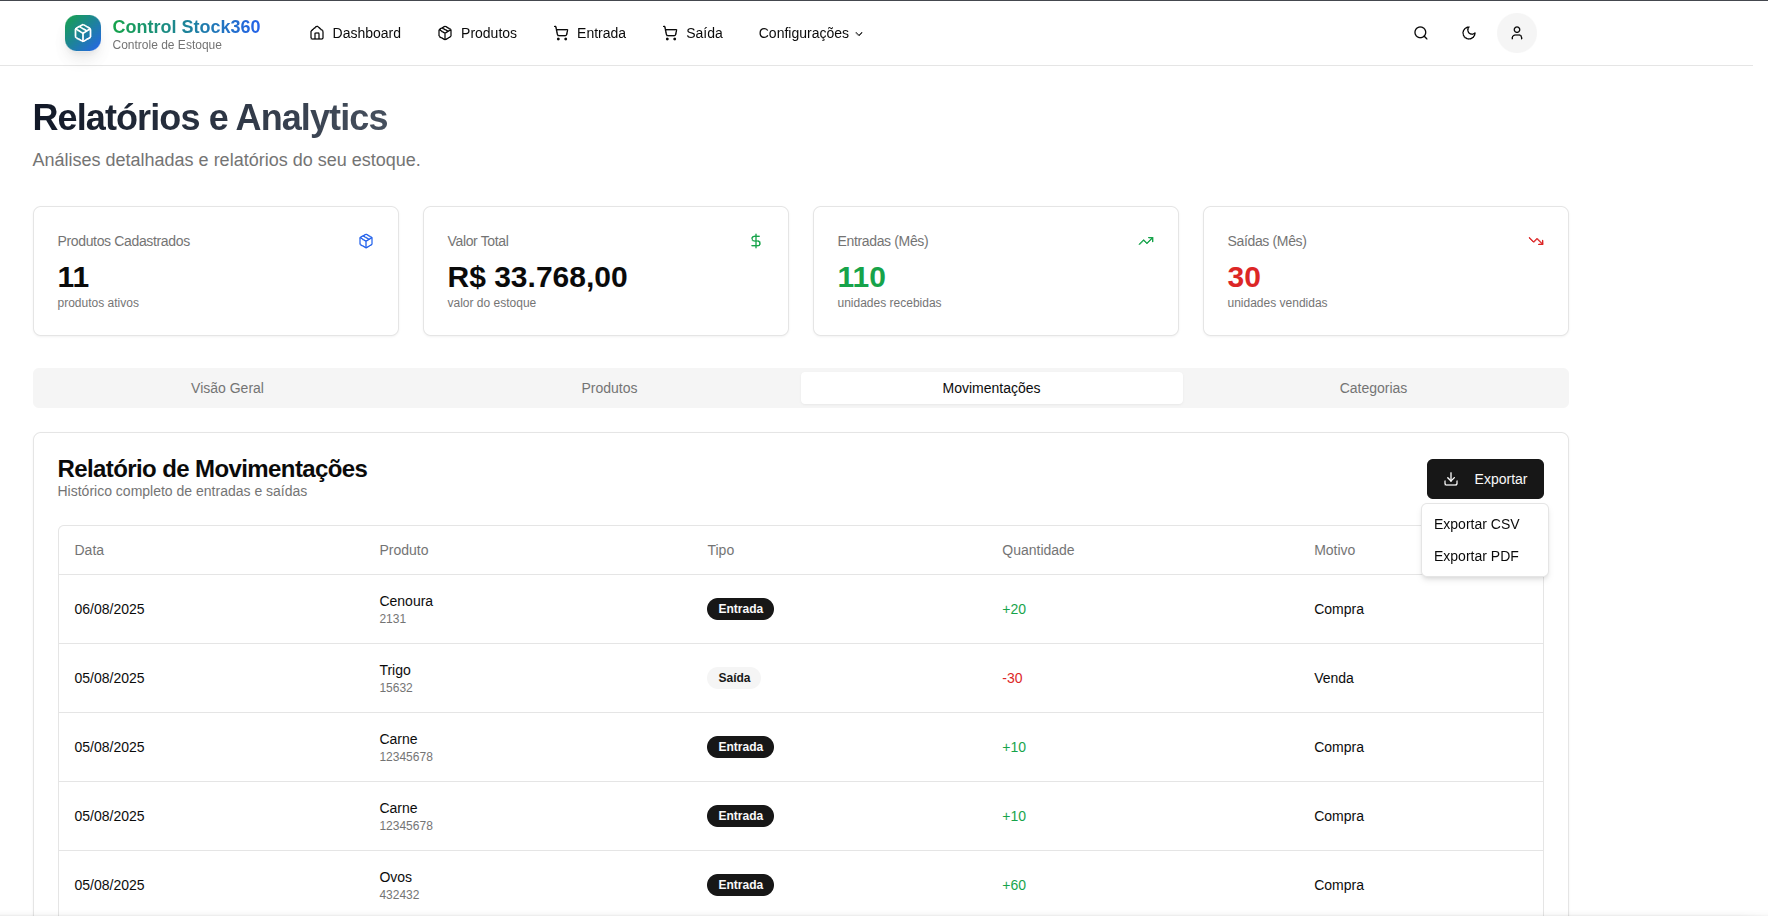 Control Stock360
Controle de Estoque
Dashboard
Produtos
Entrada
Saída
Configurações
Relatórios e Analytics
Análises detalhadas e relatórios do seu estoque.
Produtos Cadastrados
11
produtos ativos
Valor Total
R$ 33.768,00
valor do estoque
Entradas (Mês)
110
unidades recebidas
Saídas (Mês)
30
unidades vendidas
Visão Geral
Produtos
Movimentações
Categorias
Relatório de Movimentações
Histórico completo de entradas e saídas
Exportar
Exportar CSV
Exportar PDF
Data Produto Tipo Quantidade Motivo
06/08/2025 Cenoura Entrada +20 Compra
2131
05/08/2025 Trigo Saída -30 Venda
15632
05/08/2025 Carne Entrada +10 Compra
12345678
05/08/2025 Carne Entrada +10 Compra
12345678
05/08/2025 Ovos Entrada +60 Compra
432432